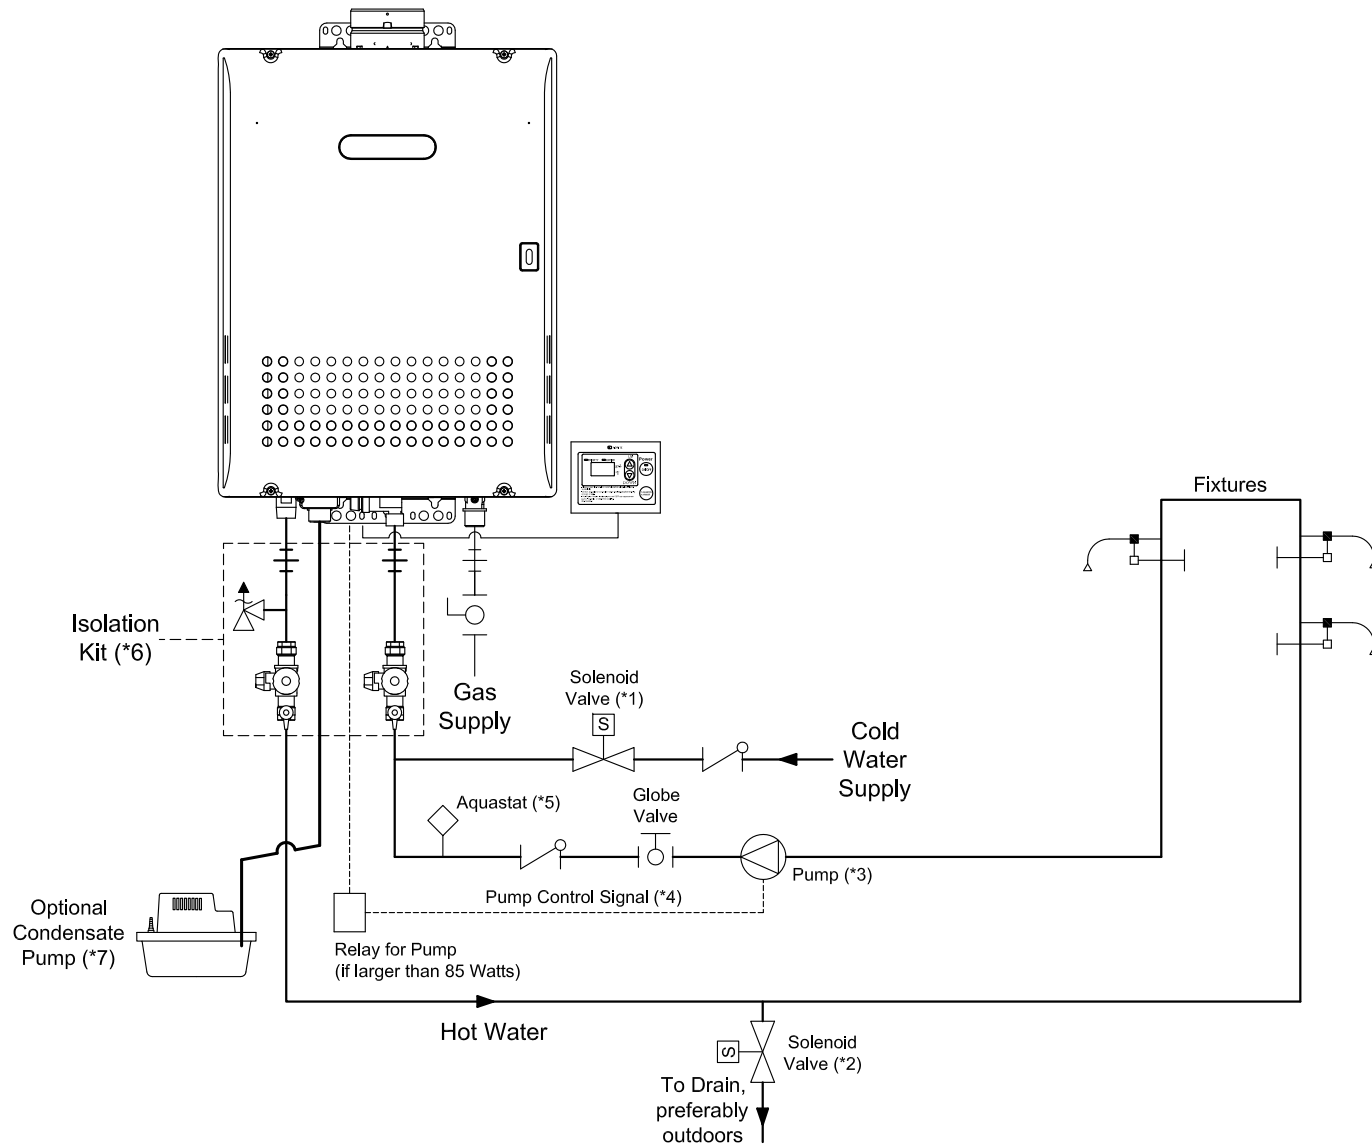 Power
Fixtures
Isolation
Kit (*6)
Gas
Supply
Solenoid
Valve (*1)
S
Cold
Water
Supply
Aquastat (*5)
Globe
Valve
Pump (*3)
Pump Control Signal (*4)
Optional
Condensate
Pump (*7)
Relay for Pump
(if larger than 85 Watts)
Hot Water
S
Solenoid
Valve (*2)
To Drain,
preferably
outdoors